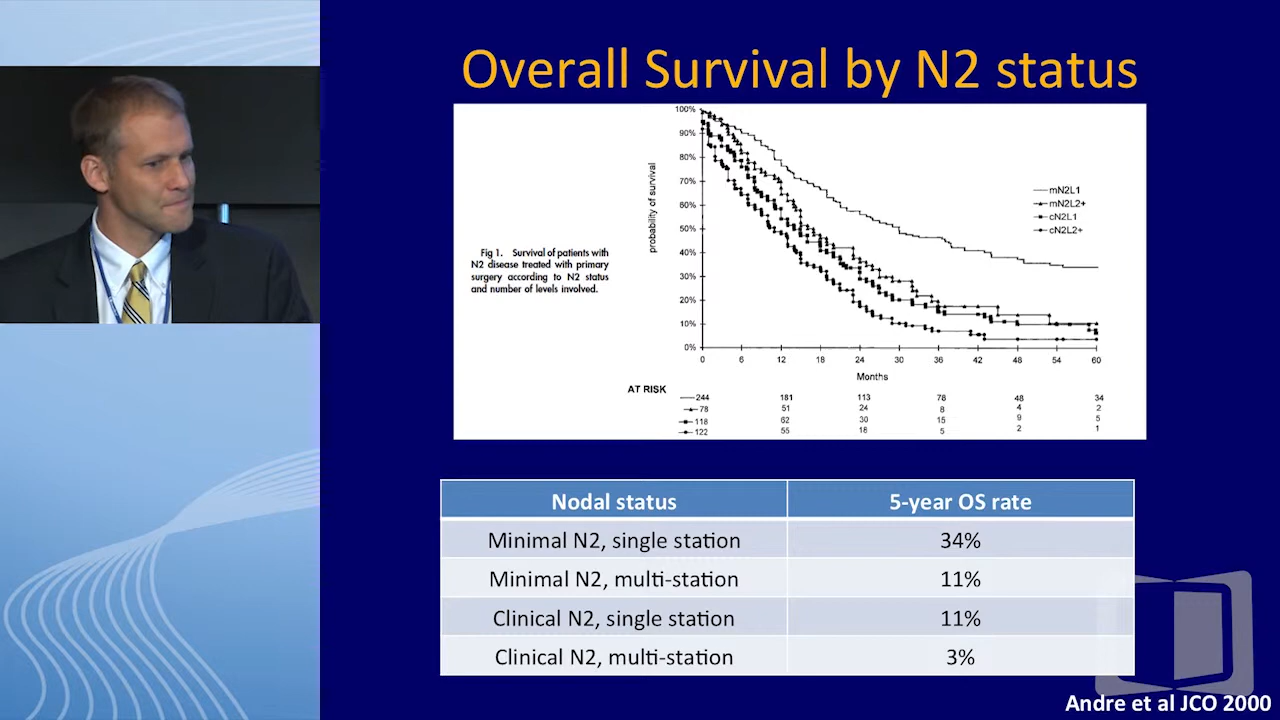 Overall Survival by N2 status
100%
90%
80%
70%
60%
50%
40%
30%
20%
10%
0%
probability of survival
mN2L1
mN2L2+
cN2L1
cN2L2+
Fig 1. Survival of patients with
N2 disease treated with primary
surgery according to N2 status
and number of levels involved.
0 6 12 18 24 30 36 42 48 54 60
Months
AT RISK
244 181 113 78 48 34
78 51 24 8 4 2
118 62 30 15 9 5
122 55 18 5 2 1
Nodal status 5-year OS rate
Minimal N2, single station 34%
Minimal N2, multi-station 11%
Clinical N2, single station 11%
Clinical N2, multi-station 3%
Andre et al JCO 2000